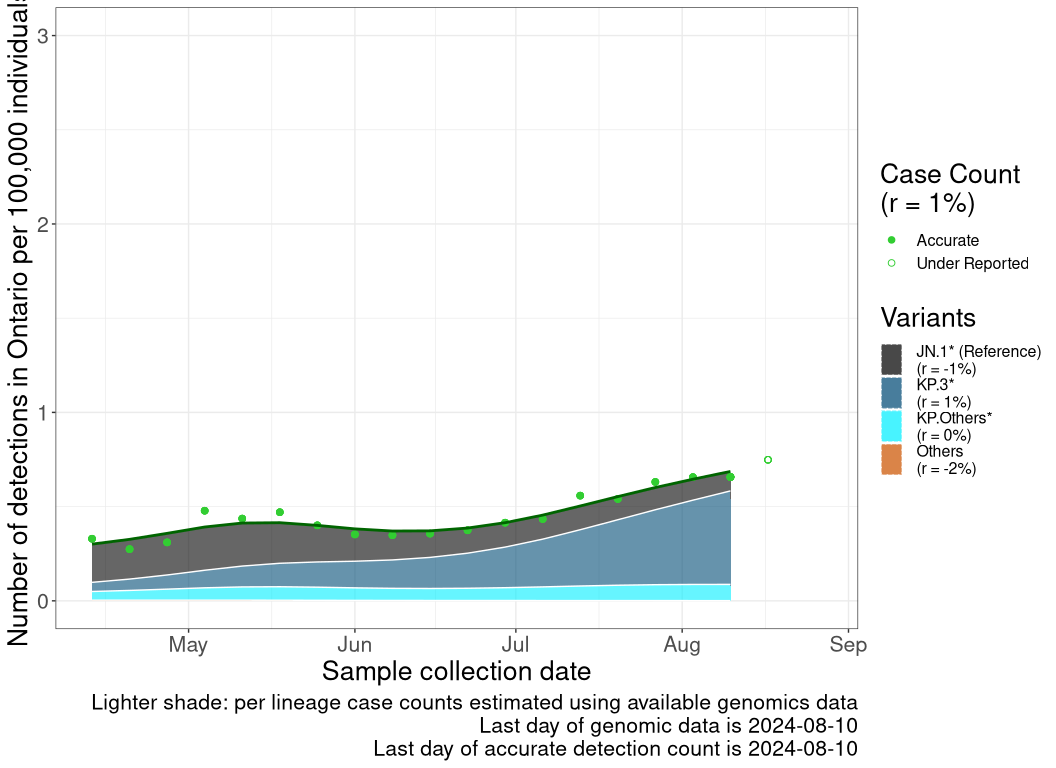 Number of detections in Ontario per 100,000 individuals
3
2
1
0
May
Jun
Jul
Aug
Sep
Sample collection date
Lighter shade: per lineage case counts estimated using available genomics data
Last day of genomic data is 2024-08-10
Last day of accurate detection count is 2024-08-10
Case Count
(r = 1%)
Accurate
Under Reported
Variants
JN.1* (Reference)
(r = -1%)
KP.3*
(r = 1%)
KP.Others*
(r = 0%)
Others
(r = -2%)